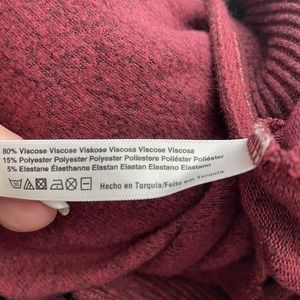 80% Viscose Viscose Viskose Viscosa Viscose Viscosa
15% Polyester Polyester Polyester Poliestere Poliéster Poliéster
5% Elastane Élasthanne Elastan Elastan Elastano Elastano
Hecho en Turquía/Feito em Turquia